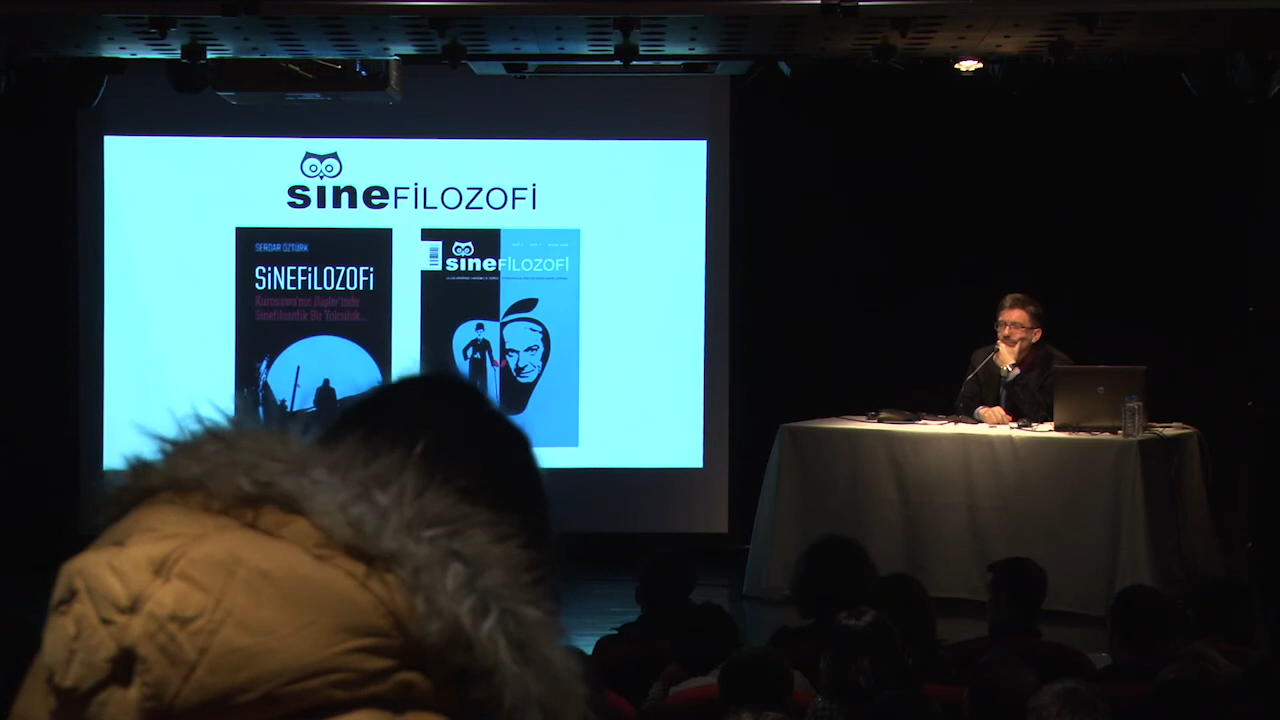 sineFİLOZOFİ
SERDAR ÖZTÜRK
SİNEFİLOZOFİ
Kurosawa'nın Düşler'inde
Sinefilozofik Bir Yolculuk...
sineFİLOZOFİ